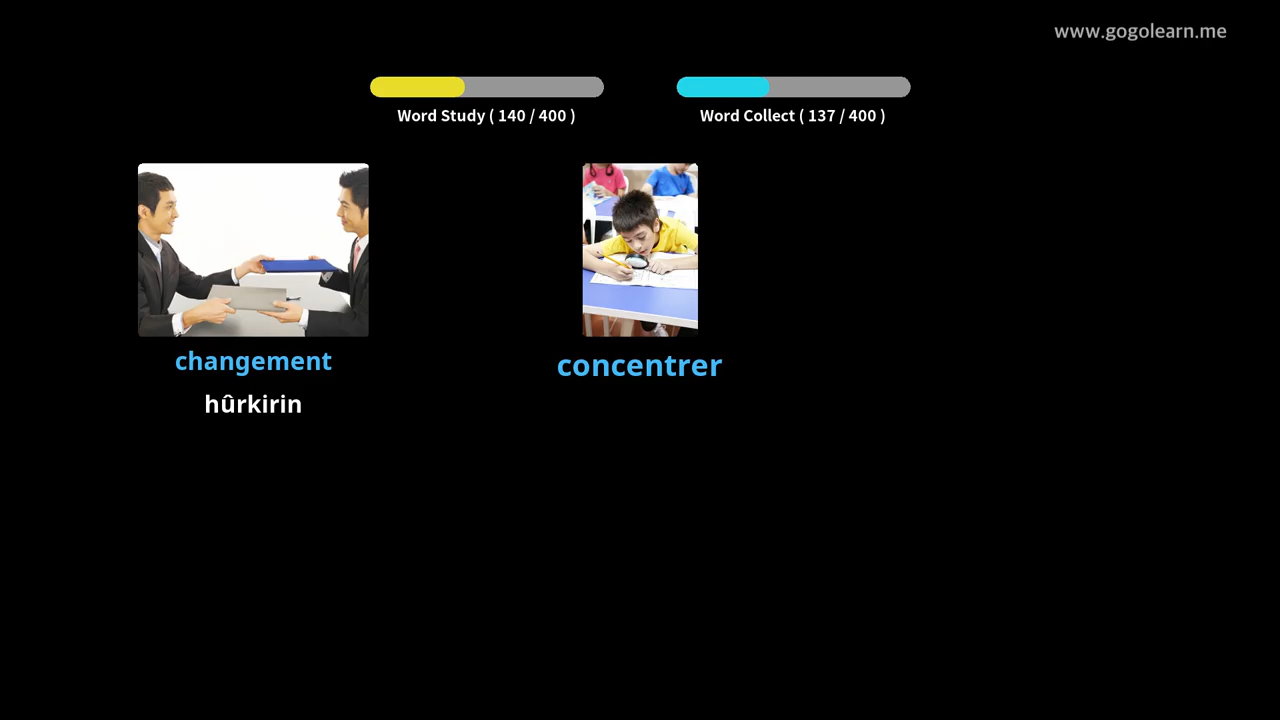 www.gogolearn.me
Word Study ( 140 / 400 )
Word Collect ( 137 / 400 )
changement
hûrkirin
concentrer